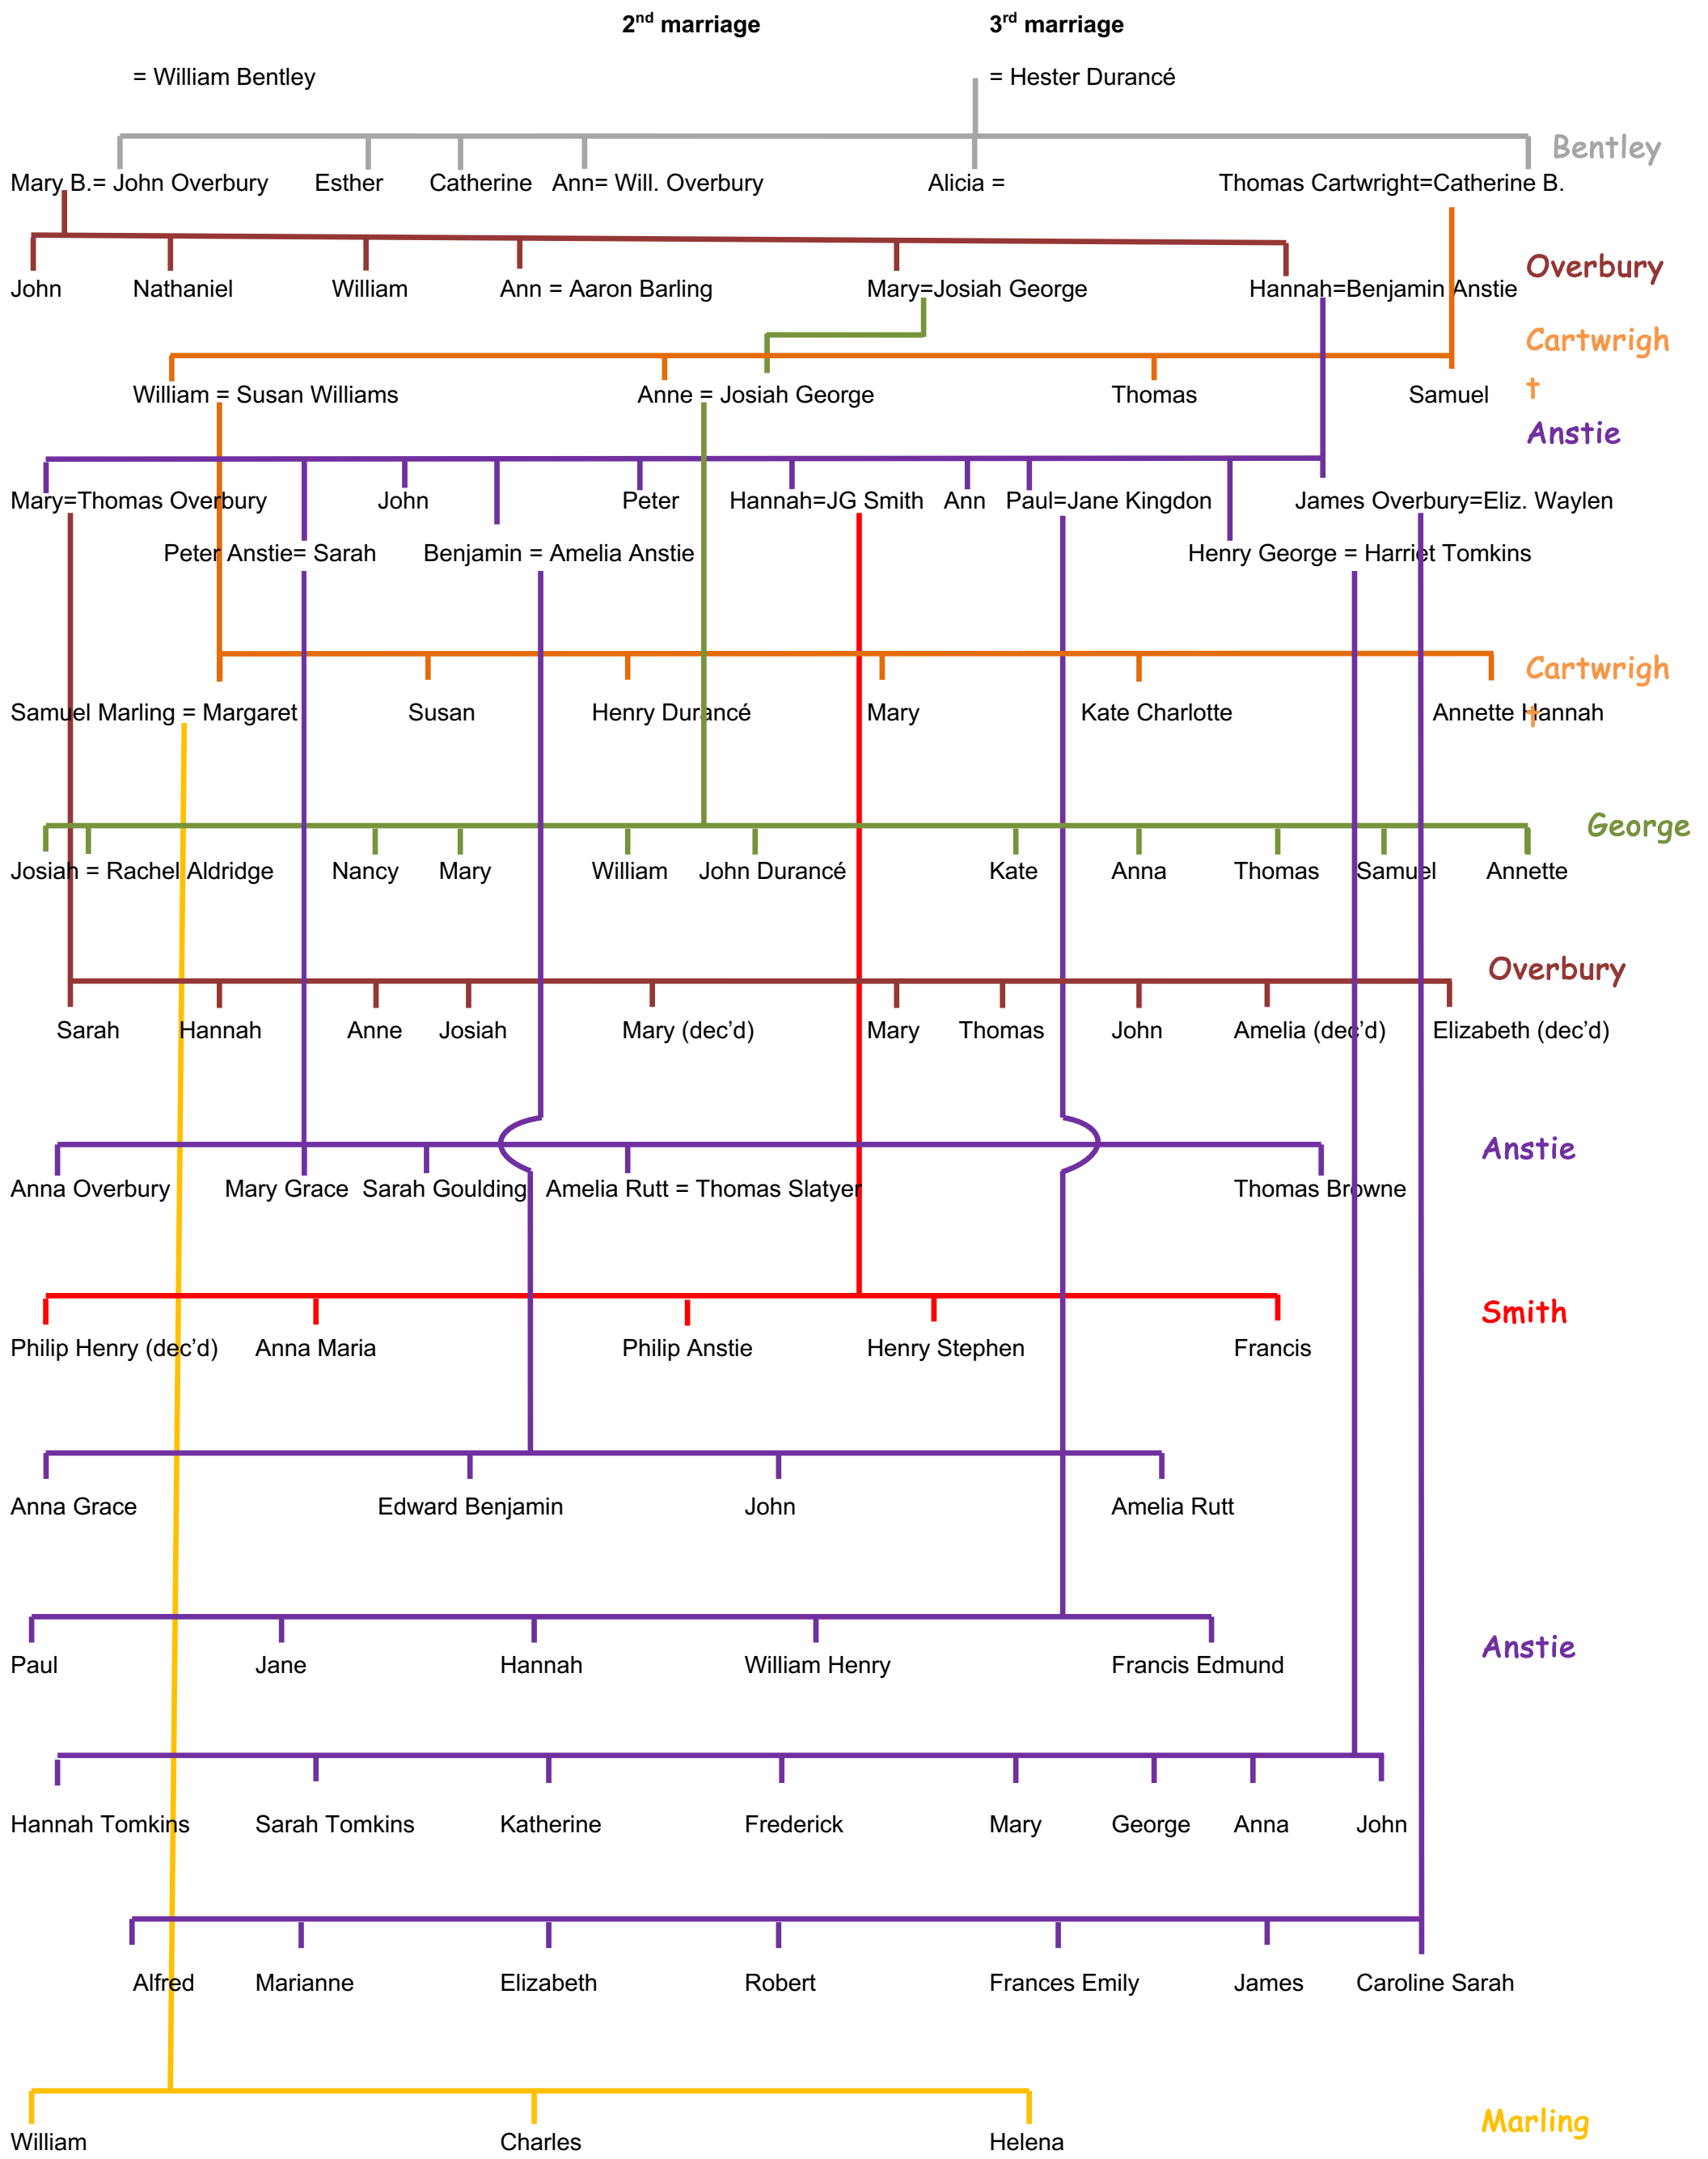 2nd marriage 3rd marriage
= William Bentley = Hester Durancé
Bentley
Mary B.= John Overbury Esther Catherine Ann= Will. Overbury Alicia = Thomas Cartwright=Catherine B.
Overbury
John Nathaniel William Ann = Aaron Barling Mary=Josiah George Hannah=Benjamin Anstie
Cartwrigh
t
William = Susan Williams Anne = Josiah George Thomas Samuel
Anstie
Mary=Thomas Overbury John Peter Hannah=JG Smith Ann Paul=Jane Kingdon James Overbury=Eliz. Waylen
Peter Anstie= Sarah Benjamin = Amelia Anstie Henry George = Harriet Tomkins
Cartwrigh
t
Samuel Marling = Margaret Susan Henry Durancé Mary Kate Charlotte Annette Hannah
George
Josiah = Rachel Aldridge Nancy Mary William John Durancé Kate Anna Thomas Samuel Annette
Overbury
Sarah Hannah Anne Josiah Mary (dec’d) Mary Thomas John Amelia (dec’d) Elizabeth (dec’d)
Anstie
Anna Overbury Mary Grace Sarah Goulding Amelia Rutt = Thomas Slatyer Thomas Browne
Smith
Philip Henry (dec’d) Anna Maria Philip Anstie Henry Stephen Francis
Anna Grace Edward Benjamin John Amelia Rutt
Anstie
Paul Jane Hannah William Henry Francis Edmund
Hannah Tomkins Sarah Tomkins Katherine Frederick Mary George Anna John
Alfred Marianne Elizabeth Robert Frances Emily James Caroline Sarah
Marling
William Charles Helena